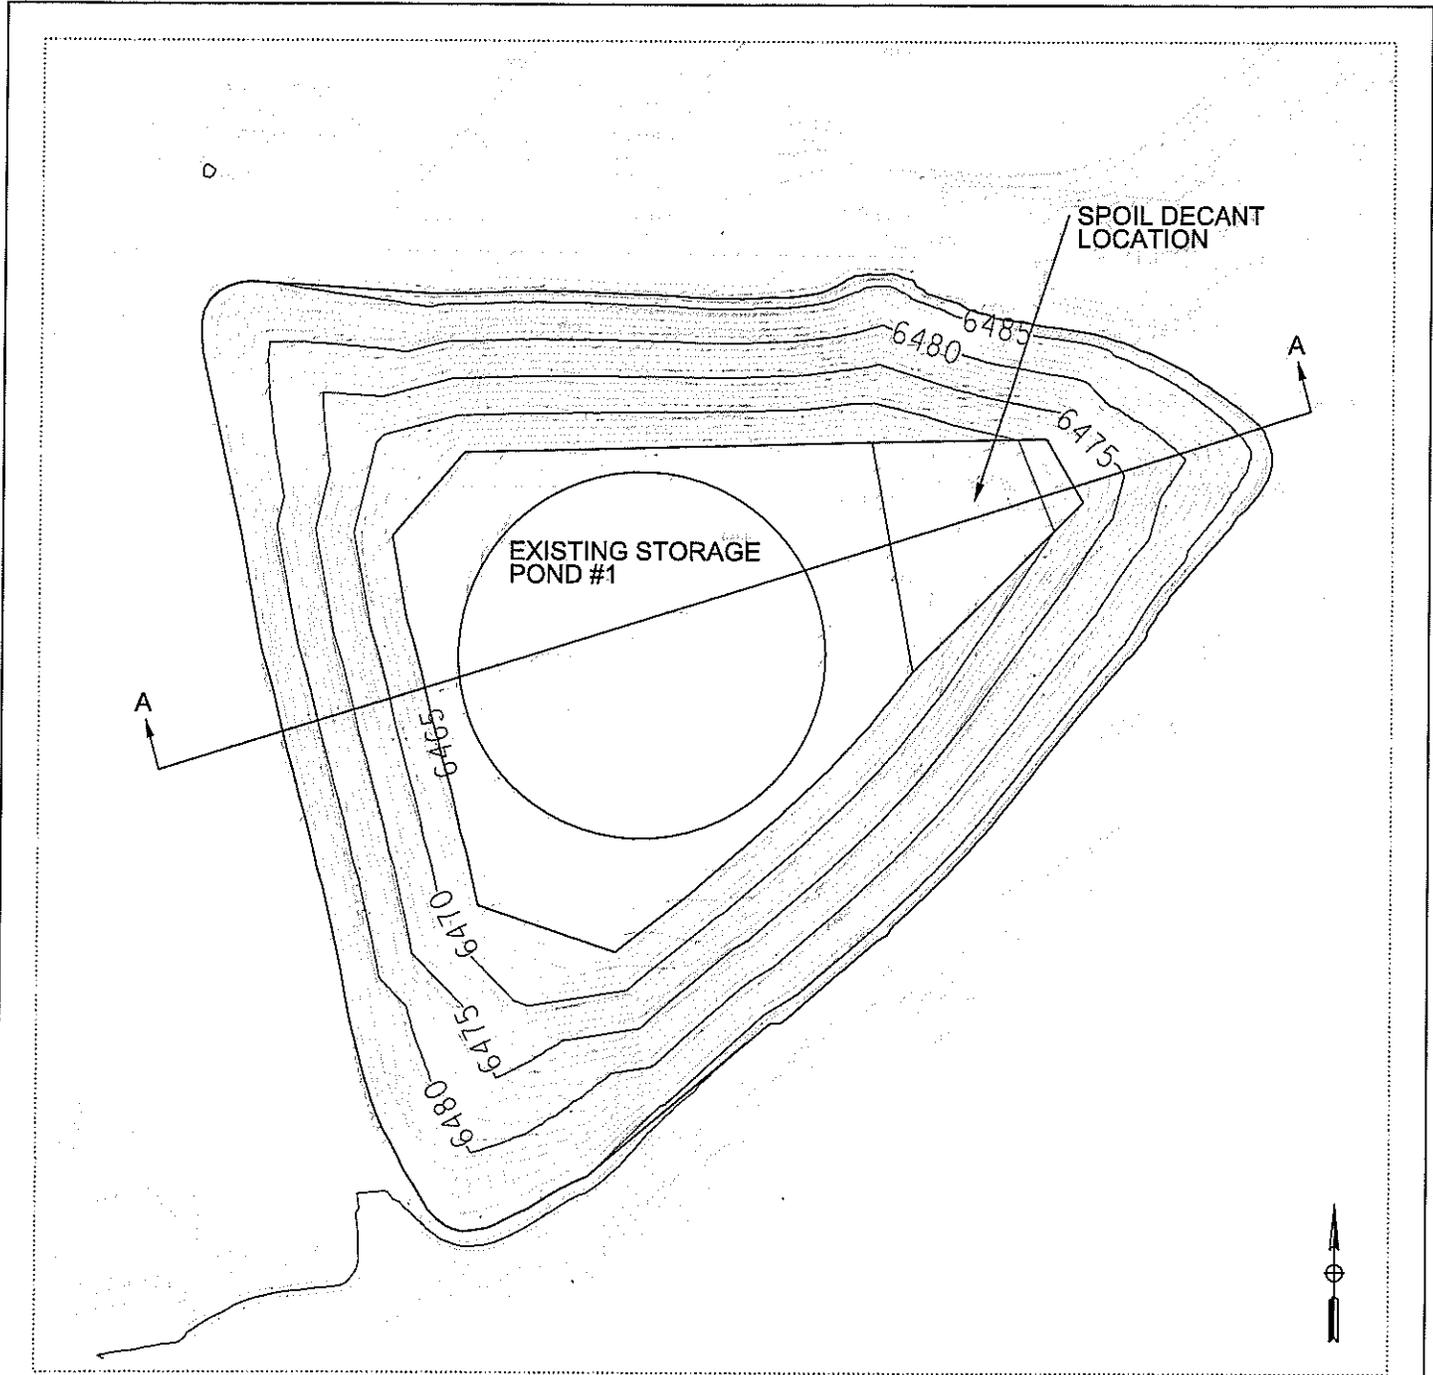 SPOIL DECANT
LOCATION
6485
6480
A
6475
EXISTING STORAGE
POND #1
A
6465
6470
6475
6480